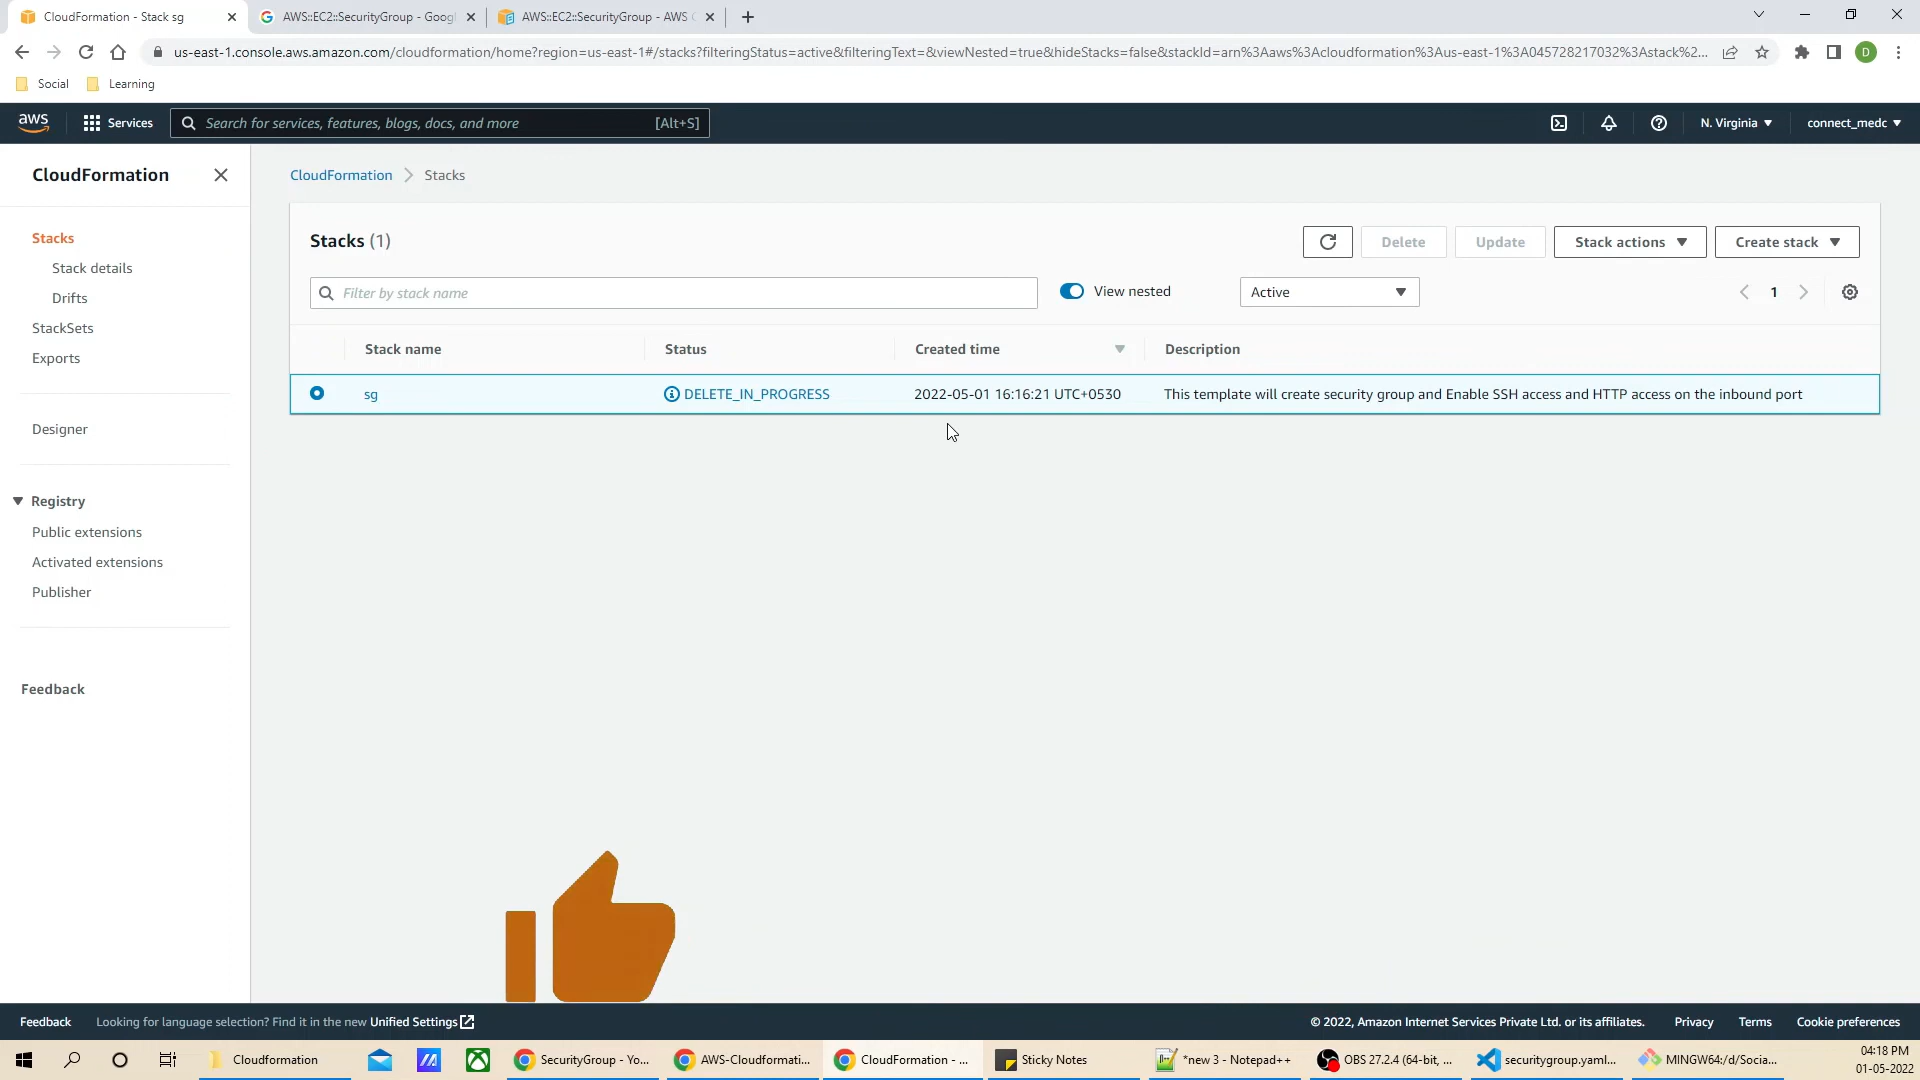 CloudFormation - Stack sg
AWS::EC2::SecurityGroup - Googl
AWS::EC2::SecurityGroup - AWS C
us-east-1.console.aws.amazon.com/cloudformation/home?region=us-east-1#/stacks?filteringStatus=active&filteringText=&viewNested=true&hideStacks=false&stackId=arn%3Aaws%3Acloudformation%3Aus-east-1%3A045728217032%3Astack%2...
D
Social
Learning
aws
Services
Search for services, features, blogs, docs, and more
[Alt+S]
N. Virginia
connect_medc
CloudFormation
CloudFormation
Stacks
Stacks
Stack details
Drifts
StackSets
Exports
Designer
Registry
Public extensions
Activated extensions
Publisher
Feedback
Stacks (1)
Delete
Update
Stack actions
Create stack
Filter by stack name
View nested
Active
1
Stack name
Status
Created time
Description
sg
DELETE_IN_PROGRESS
2022-05-01 16:16:21 UTC+0530
This template will create security group and Enable SSH access and HTTP access on the inbound port
Feedback
Looking for language selection? Find it in the new Unified Settings
© 2022, Amazon Internet Services Private Ltd. or its affiliates.
Privacy
Terms
Cookie preferences
Cloudformation
SecurityGroup - Yo...
AWS-Cloudformati...
CloudFormation - ...
Sticky Notes
*new 3 - Notepad++
OBS 27.2.4 (64-bit, ...
securitygroup.yaml...
MINGW64:/d/Socia...
04:18 PM
01-05-2022